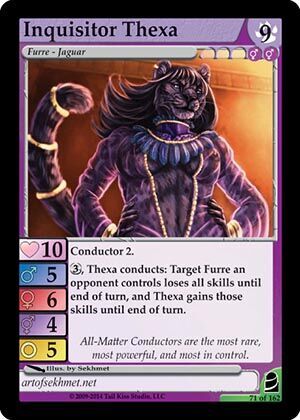 Inquisitor Thexa
9
Furre - Jaguar
10
5
6
4
5
Conductor 2.
3, Thexa conducts: Target Furre an
opponent controls loses all skills until
end of turn, and Thexa gains those
skills until end of turn.
All-Matter Conductors are the most rare,
most powerful, and most in control.
Illus. by Sekhmet
artofsekhmet.net
©2009-2014 Tail Kiss Studio, LLC
71 of 162